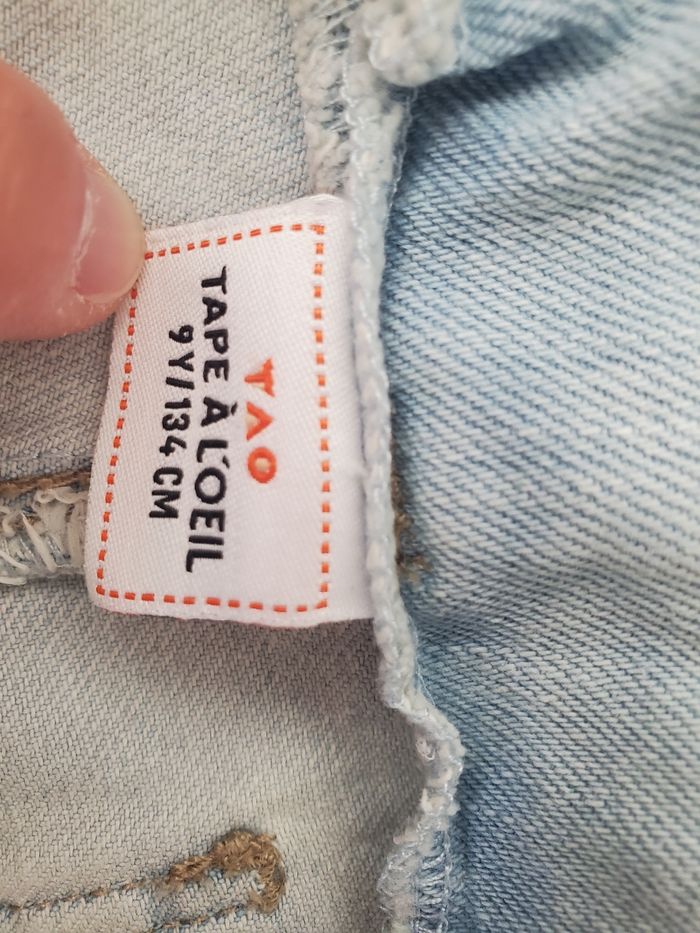 TAO
TAPE À L'OEIL
9Y/134 CM